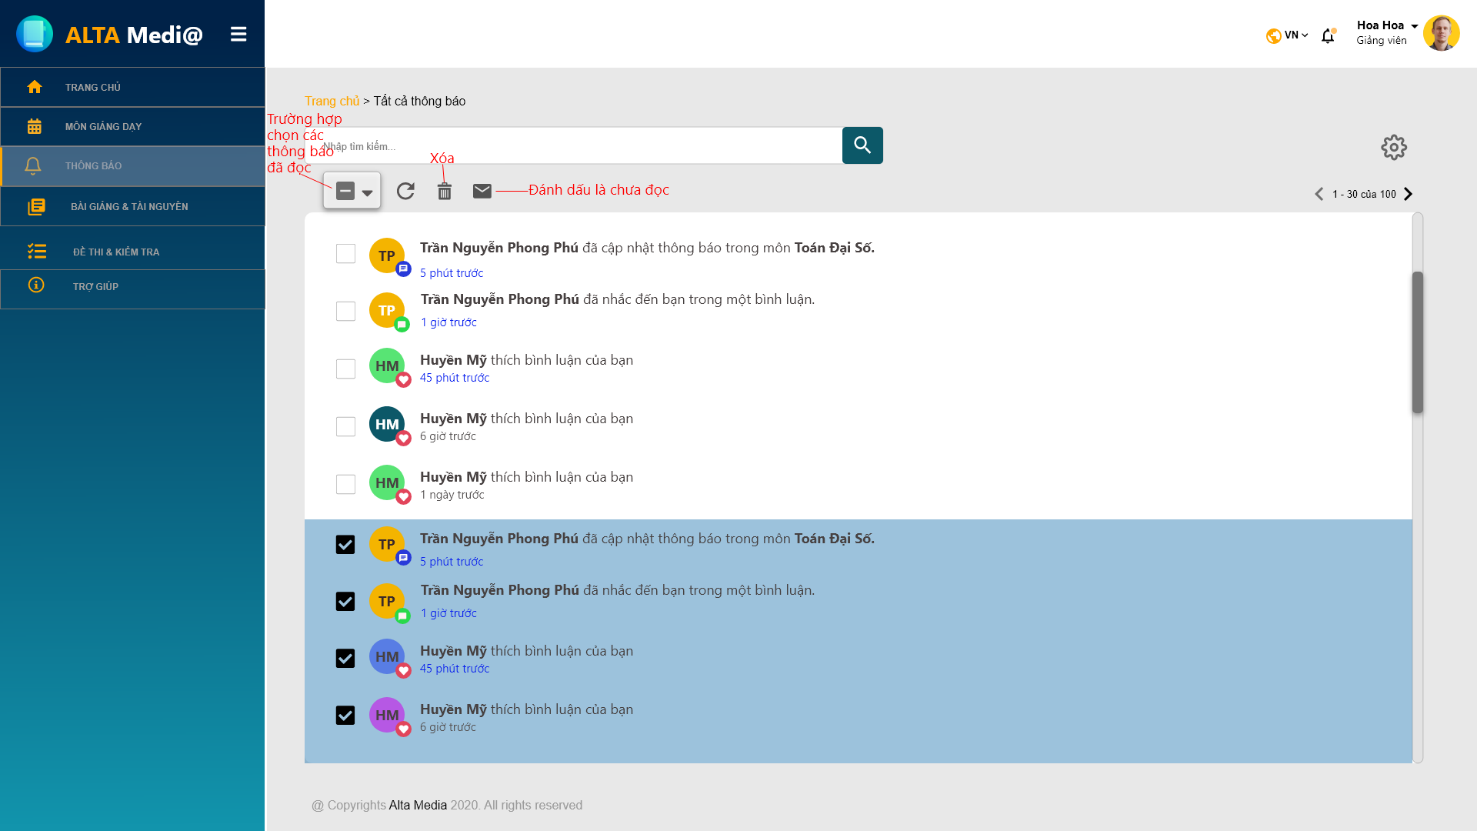 ALTA Medi@
VN
Hoa Hoa
Giảng viên
TRANG CHỦ
MÔN GIẢNG DẠY
THÔNG BÁO
BÀI GIẢNG & TÀI NGUYÊN
ĐỀ THI & KIỂM TRA
TRỢ GIÚP
Trang chủ > Tất cả thông báo
Trường hợp
chọn các
thông báo
đã đọc
Nhập tìm kiếm...
Xóa
Đánh dấu là chưa đọc
1 - 30 của 100
TP
Trần Nguyễn Phong Phú đã cập nhật thông báo trong môn Toán Đại Số.
5 phút trước
TP
Trần Nguyễn Phong Phú đã nhắc đến bạn trong một bình luận.
1 giờ trước
HM
Huyền Mỹ thích bình luận của bạn
45 phút trước
HM
Huyền Mỹ thích bình luận của bạn
6 giờ trước
HM
Huyền Mỹ thích bình luận của bạn
1 ngày trước
TP
Trần Nguyễn Phong Phú đã cập nhật thông báo trong môn Toán Đại Số.
5 phút trước
TP
Trần Nguyễn Phong Phú đã nhắc đến bạn trong một bình luận.
1 giờ trước
HM
Huyền Mỹ thích bình luận của bạn
45 phút trước
HM
Huyền Mỹ thích bình luận của bạn
6 giờ trước
@ Copyrights Alta Media 2020. All rights reserved